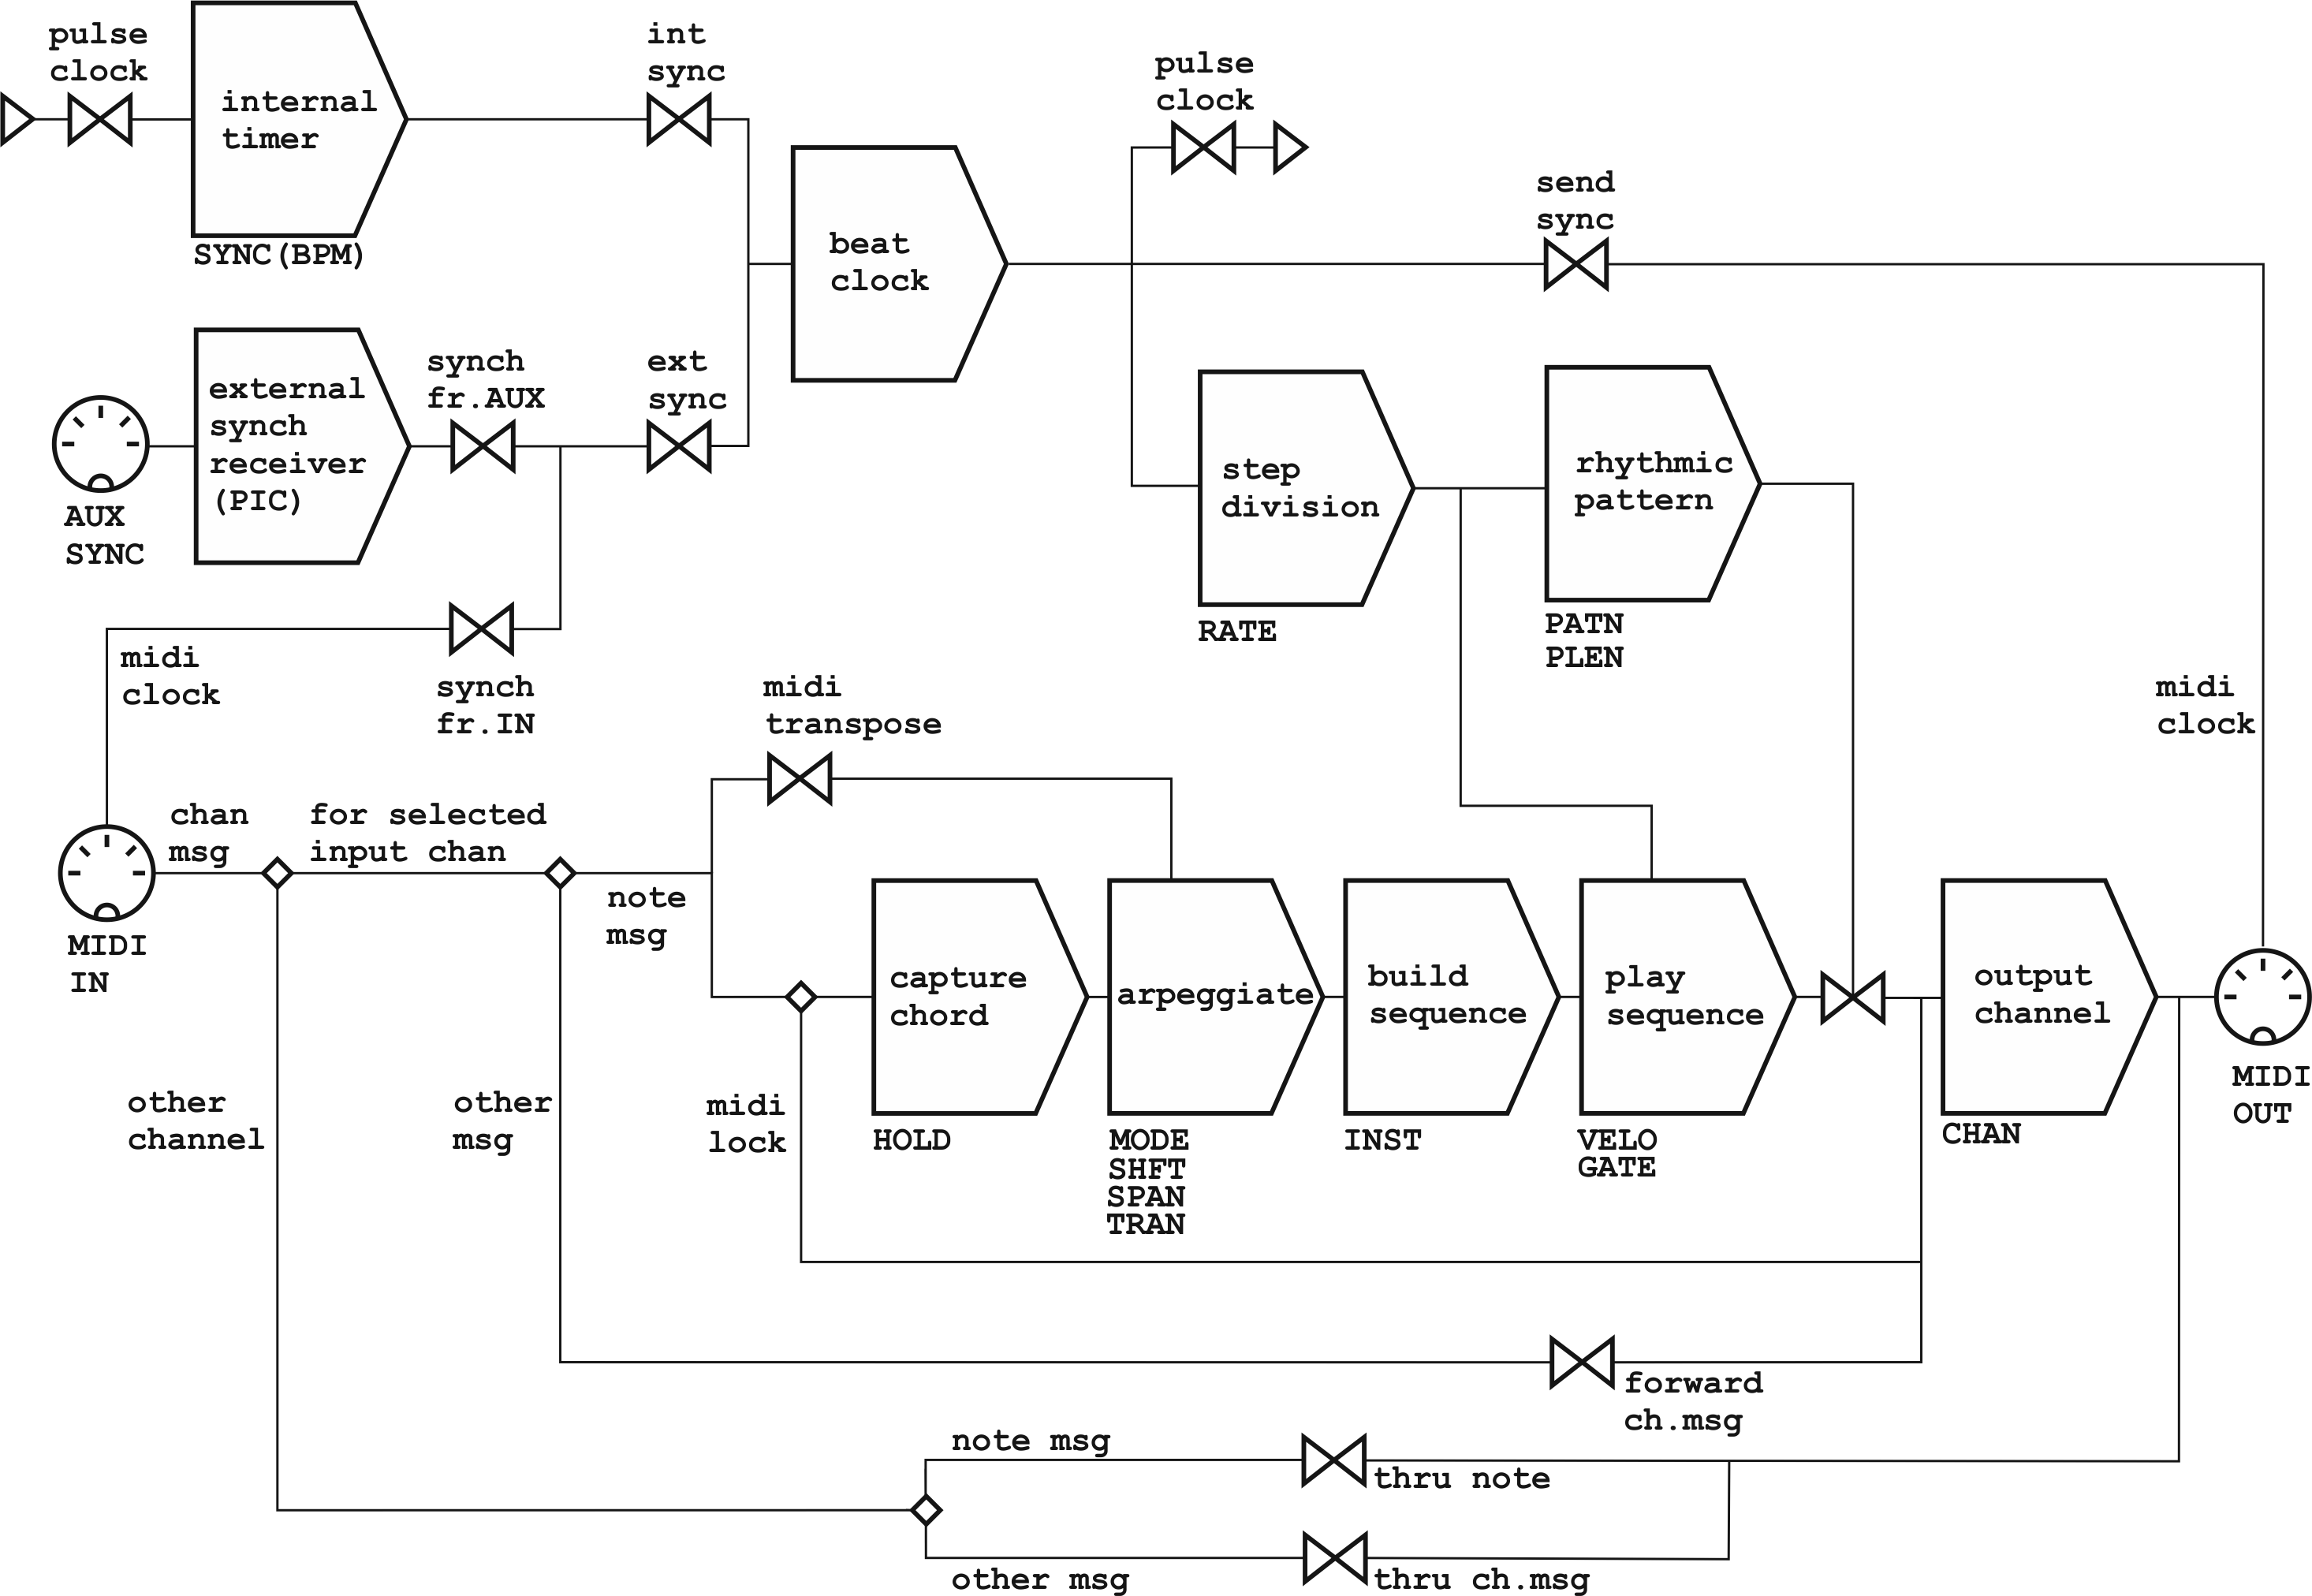 pulse
clock
internal
timer
SYNC(BPM)
int
sync
pulse
clock
send
sync
beat
clock
external
synch
receiver
(PIC)
AUX
SYNC
synch
fr.AUX
ext
sync
step
division
RATE
rhythmic
pattern
PATN
PLEN
midi
clock
synch
fr.IN
midi
transpose
midi
clock
chan
msg
for selected
input chan
note
msg
MIDI
IN
capture
chord
HOLD
arpeggiate
MODE
SHFT
SPAN
TRAN
build
sequence
INST
play
sequence
VELO
GATE
output
channel
CHAN
MIDI
OUT
other
channel
other
msg
midi
lock
forward
ch.msg
note msg
thru note
other msg
thru ch.msg